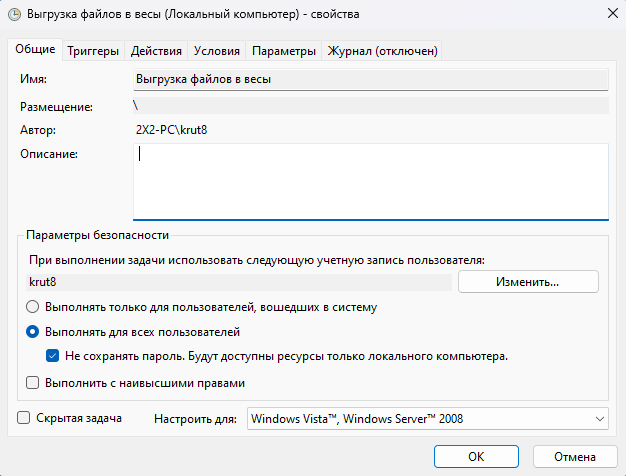 Выгрузка файлов в весы (Локальный компьютер) - свойства
Общие Триггеры Действия Условия Параметры Журнал (отключен)
Имя: Выгрузка файлов в весы
Размещение: \
Автор: 2X2-PC\krut8
Описание:
Параметры безопасности
При выполнении задачи использовать следующую учетную запись пользователя:
krut8 Изменить...
Выполнять только для пользователей, вошедших в систему
Выполнять для всех пользователей
Не сохранять пароль. Будут доступны ресурсы только локального компьютера.
Выполнить с наивысшими правами
Скрытая задача Настроить для: Windows Vista™, Windows Server™ 2008
ОК Отмена